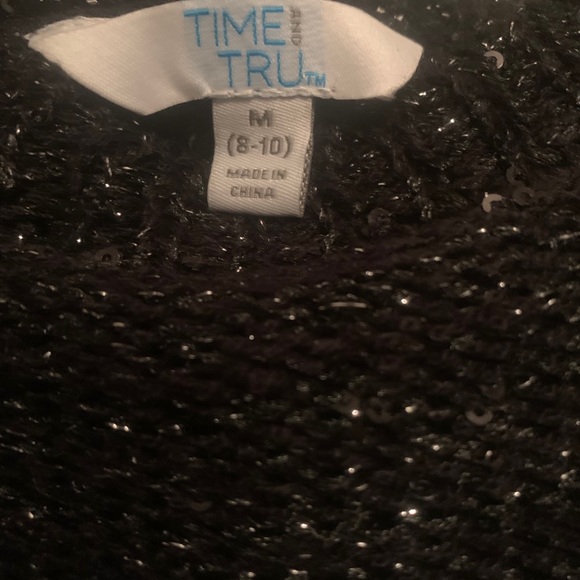 TIME AND
TRU™
M
(8-10)
MADE IN
CHINA